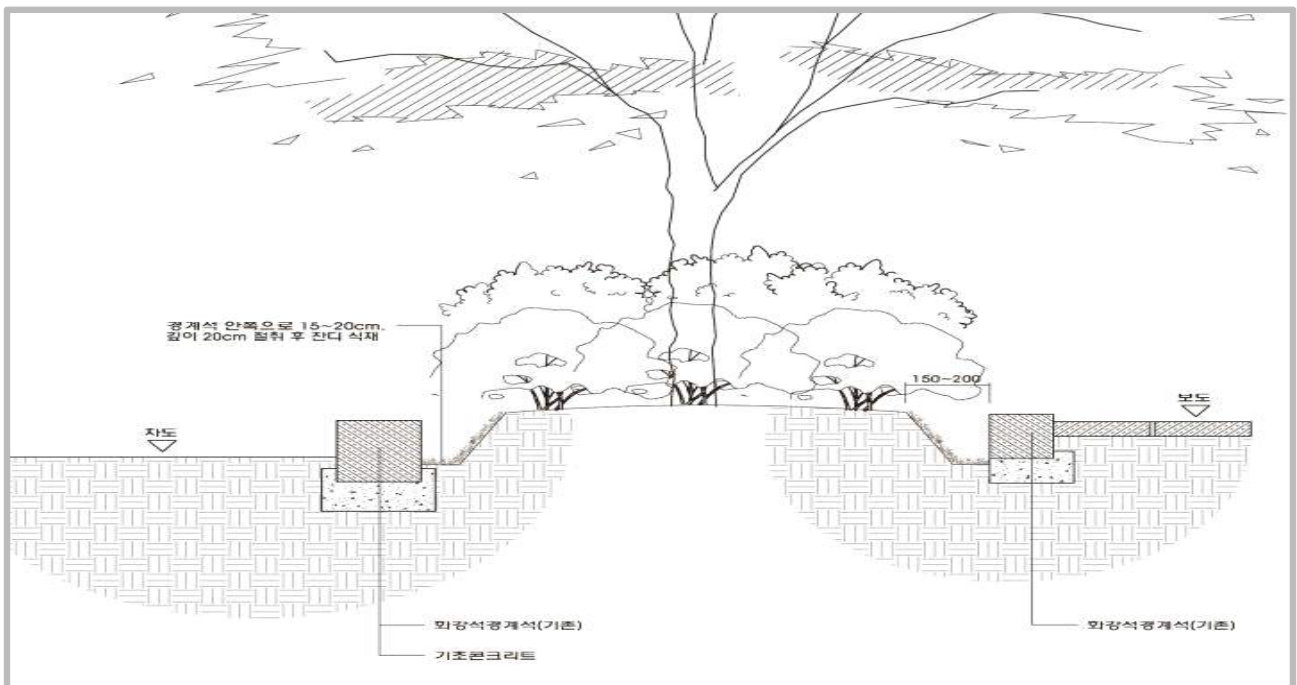 경계석 안쪽으로 15~20cm,
깊이 20cm 절취 후 잔디 식재
150~200
보도
차도
화강석경계석(기존)
화강석경계석(기존)
기초콘크리트